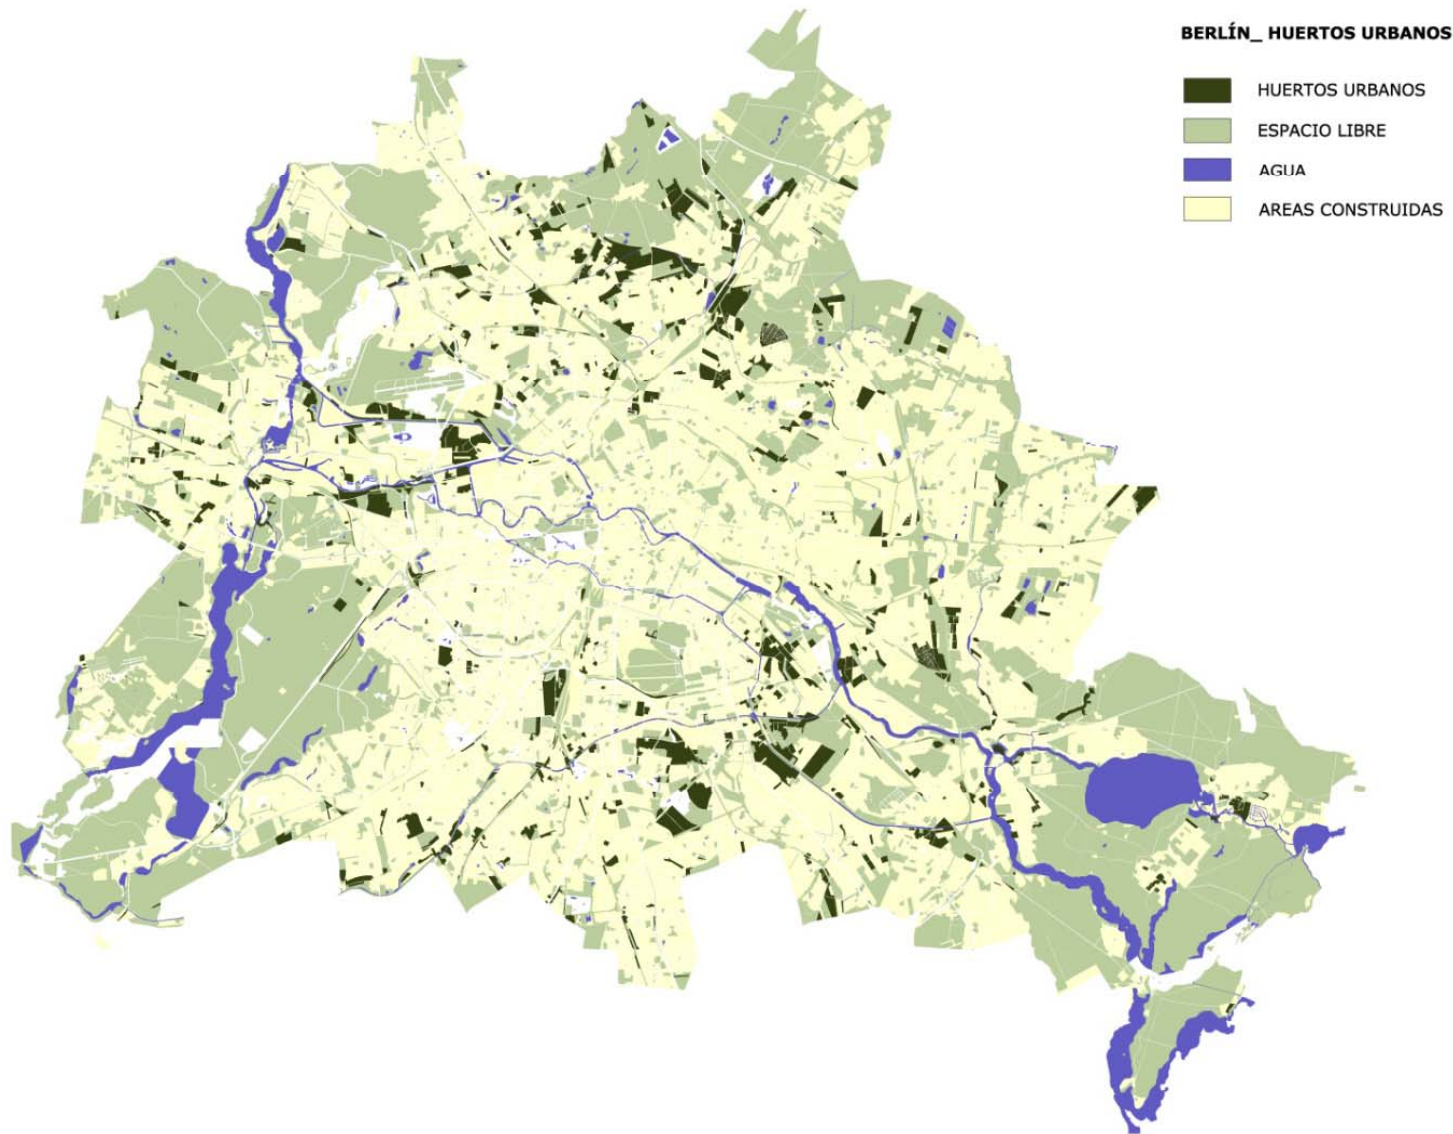 BERLÍN_ HUERTOS URBANOS
HUERTOS URBANOS
ESPACIO LIBRE
AGUA
AREAS CONSTRUIDAS